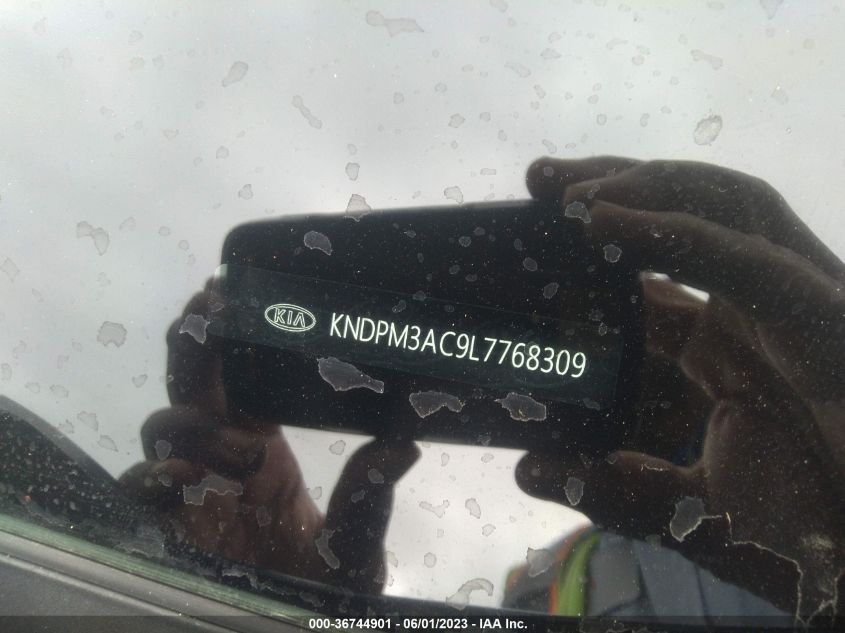 KIA KNDPM3AC9L7768309
000-36744901 - 06/01/2023 - IAA Inc.